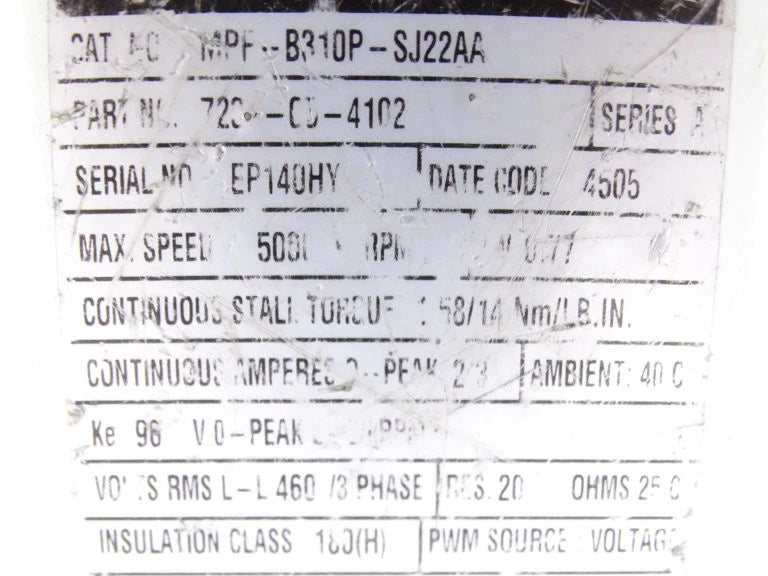 CAT. NO. MPF-B310P-SJ22AA
PART NO. SERIES A
SERIAL NO. EP140HY DATE CODE 4505
MAX. SPEED RPM
CONTINUOUS STALL TORQUE Nm/LB.IN.
CONTINUOUS AMPERES 0-PEAK AMBIENT: 40 C
Ke 96 V 0-PEAK
VOLTS RMS L-L 460 /3 PHASE RES. 20 OHMS 25 C
INSULATION CLASS 180(H) PWM SOURCE VOLTAGE